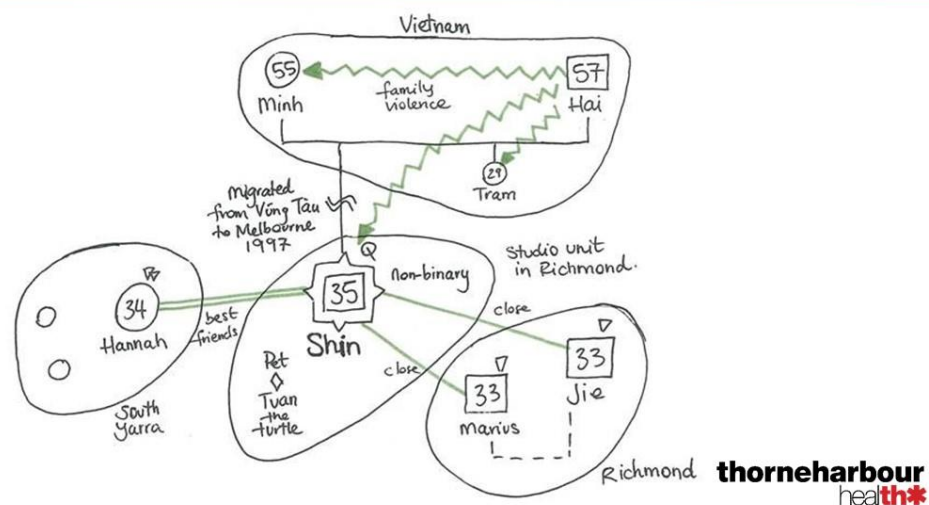 Vietnam
55
57
Minh
family
violence
Hai
29
Tram
migrated
from Vũng Tàu
to Melbourne
1997
Q
non-binary
Studio unit
in Richmond.
34
Hannah
best
friends
35
Shin
close
close
33
Jie
33
Marius
Pet
Tuan
the
turtle
South
Yarra
Richmond
thorneharbour
health*